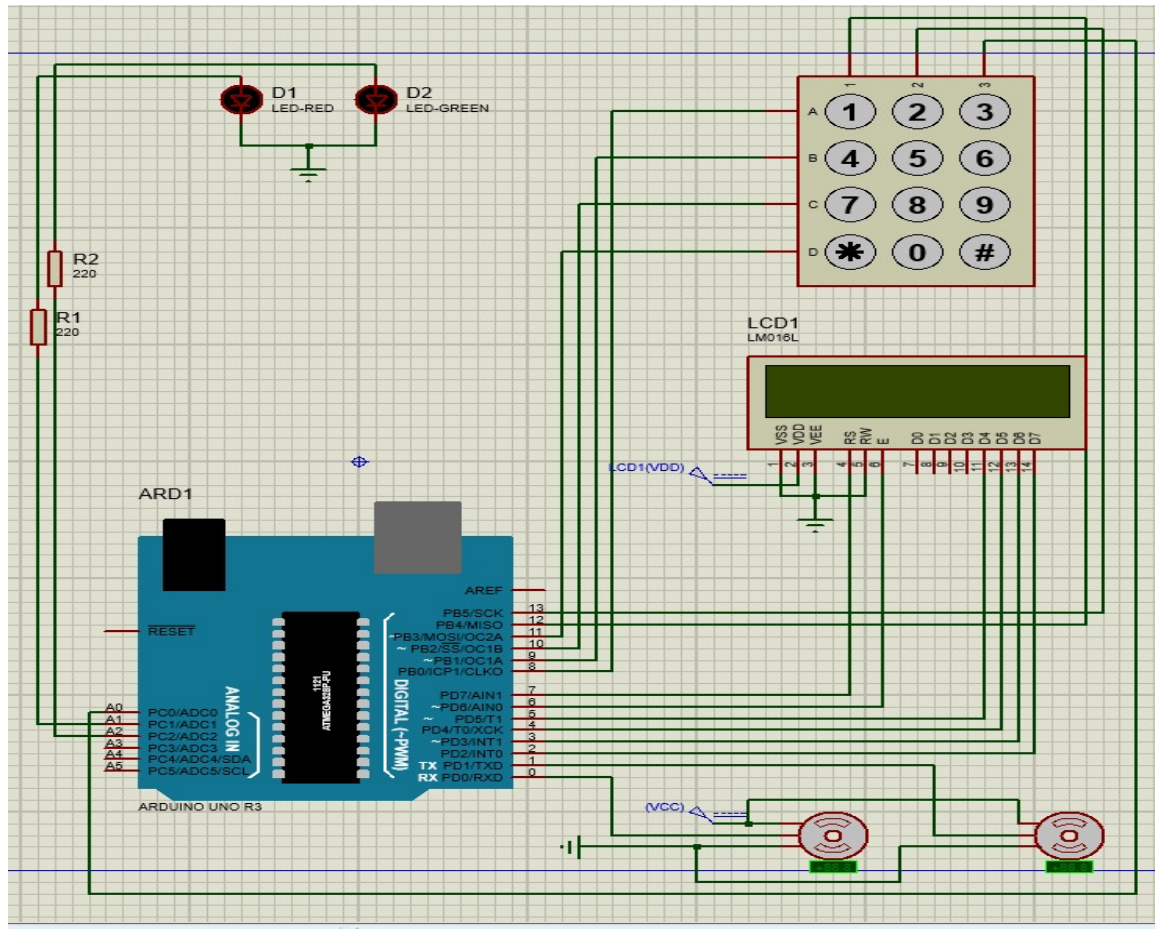 D1
LED-RED
D2
LED-GREEN
1 2 3
A 1 2 3
B 4 5 6
C 7 8 9
D * 0 #
R2
220
R1
220
LCD1
LM016L
VSS VDD VEE RS RW E D0 D1 D2 D3 D4 D5 D6 D7
1 2 3 4 5 6 7 8 9 10 11 12 13 14
LCD1(VDD)
ARD1
AREF
RESET
PB5/SCK 13
PB4/MISO 12
~PB3/MOSI/OC2A 11
~ PB2/SS/OC1B 10
~PB1/OC1A 9
PB0/ICP1/CLKO 8
PD7/AIN1 7
~PD6/AIN0 6
~ PD5/T1 5
PD4/T0/XCK 4
~PD3/INT1 3
PD2/INT0 2
TX PD1/TXD 1
RX PD0/RXD 0
A0 PC0/ADC0
A1 PC1/ADC1
A2 PC2/ADC2
A3 PC3/ADC3
A4 PC4/ADC4/SDA
A5 PC5/ADC5/SCL
ANALOG IN
1121
ATMEGA328P-PU
DIGITAL (~PWM)
ARDUINO UNO R3
(VCC)
+88.8
+88.8